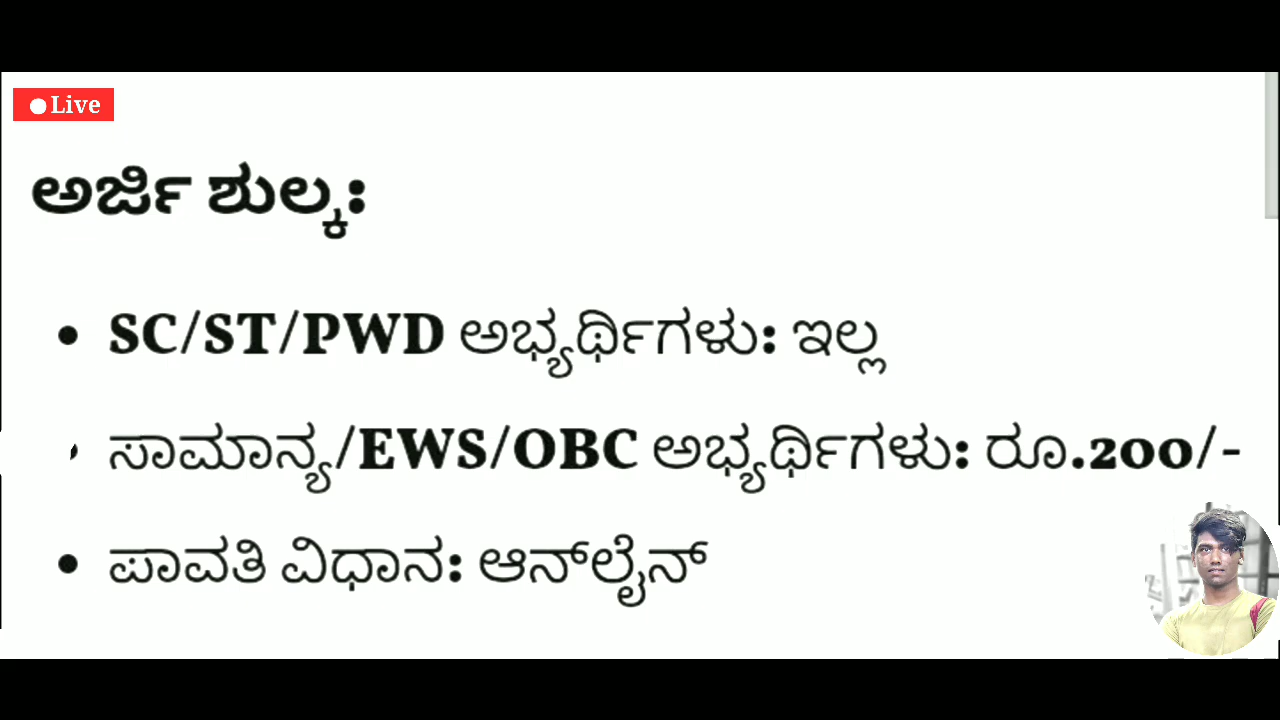 Live
ಅರ್ಜಿ ಶುಲ್ಕ:
• SC/ST/PWD ಅಭ್ಯರ್ಥಿಗಳು: ಇಲ್ಲ
ಸಾಮಾನ್ಯ/EWS/OBC ಅಭ್ಯರ್ಥಿಗಳು: ರೂ.200/-
• ಪಾವತಿ ವಿಧಾನ: ಆನ್‌ಲೈನ್